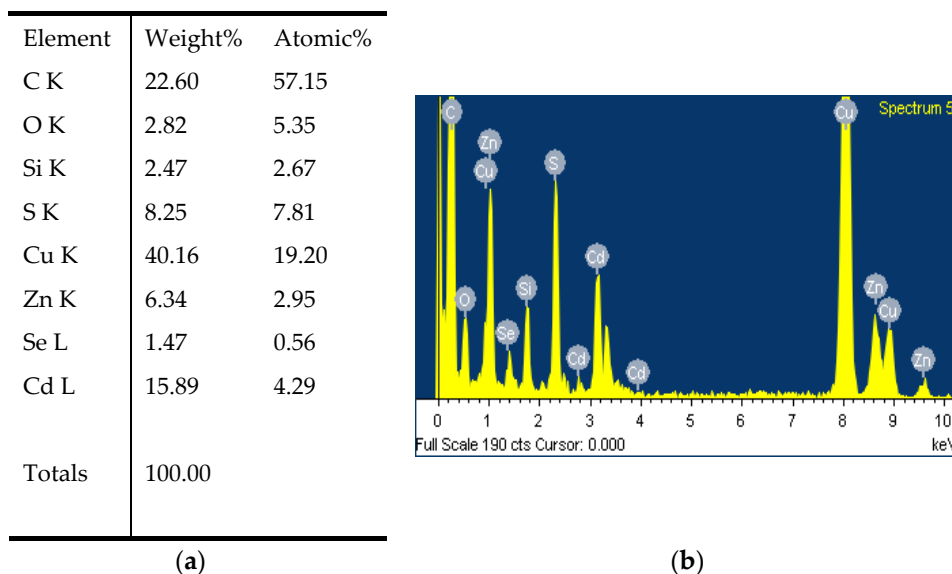 Element Weight% Atomic%
C K 22.60 57.15
O K 2.82 5.35
Si K 2.47 2.67
S K 8.25 7.81
Cu K 40.16 19.20
Zn K 6.34 2.95
Se L 1.47 0.56
Cd L 15.89 4.29
Totals 100.00
(a)
Spectrum 5
C
O
Zn
Cu
Se
Si
S
Cd
Cd
Cd
Cu
Zn
Cu
Zn
0 1 2 3 4 5 6 7 8 9 10
Full Scale 190 cts Cursor: 0.000 keV
(b)